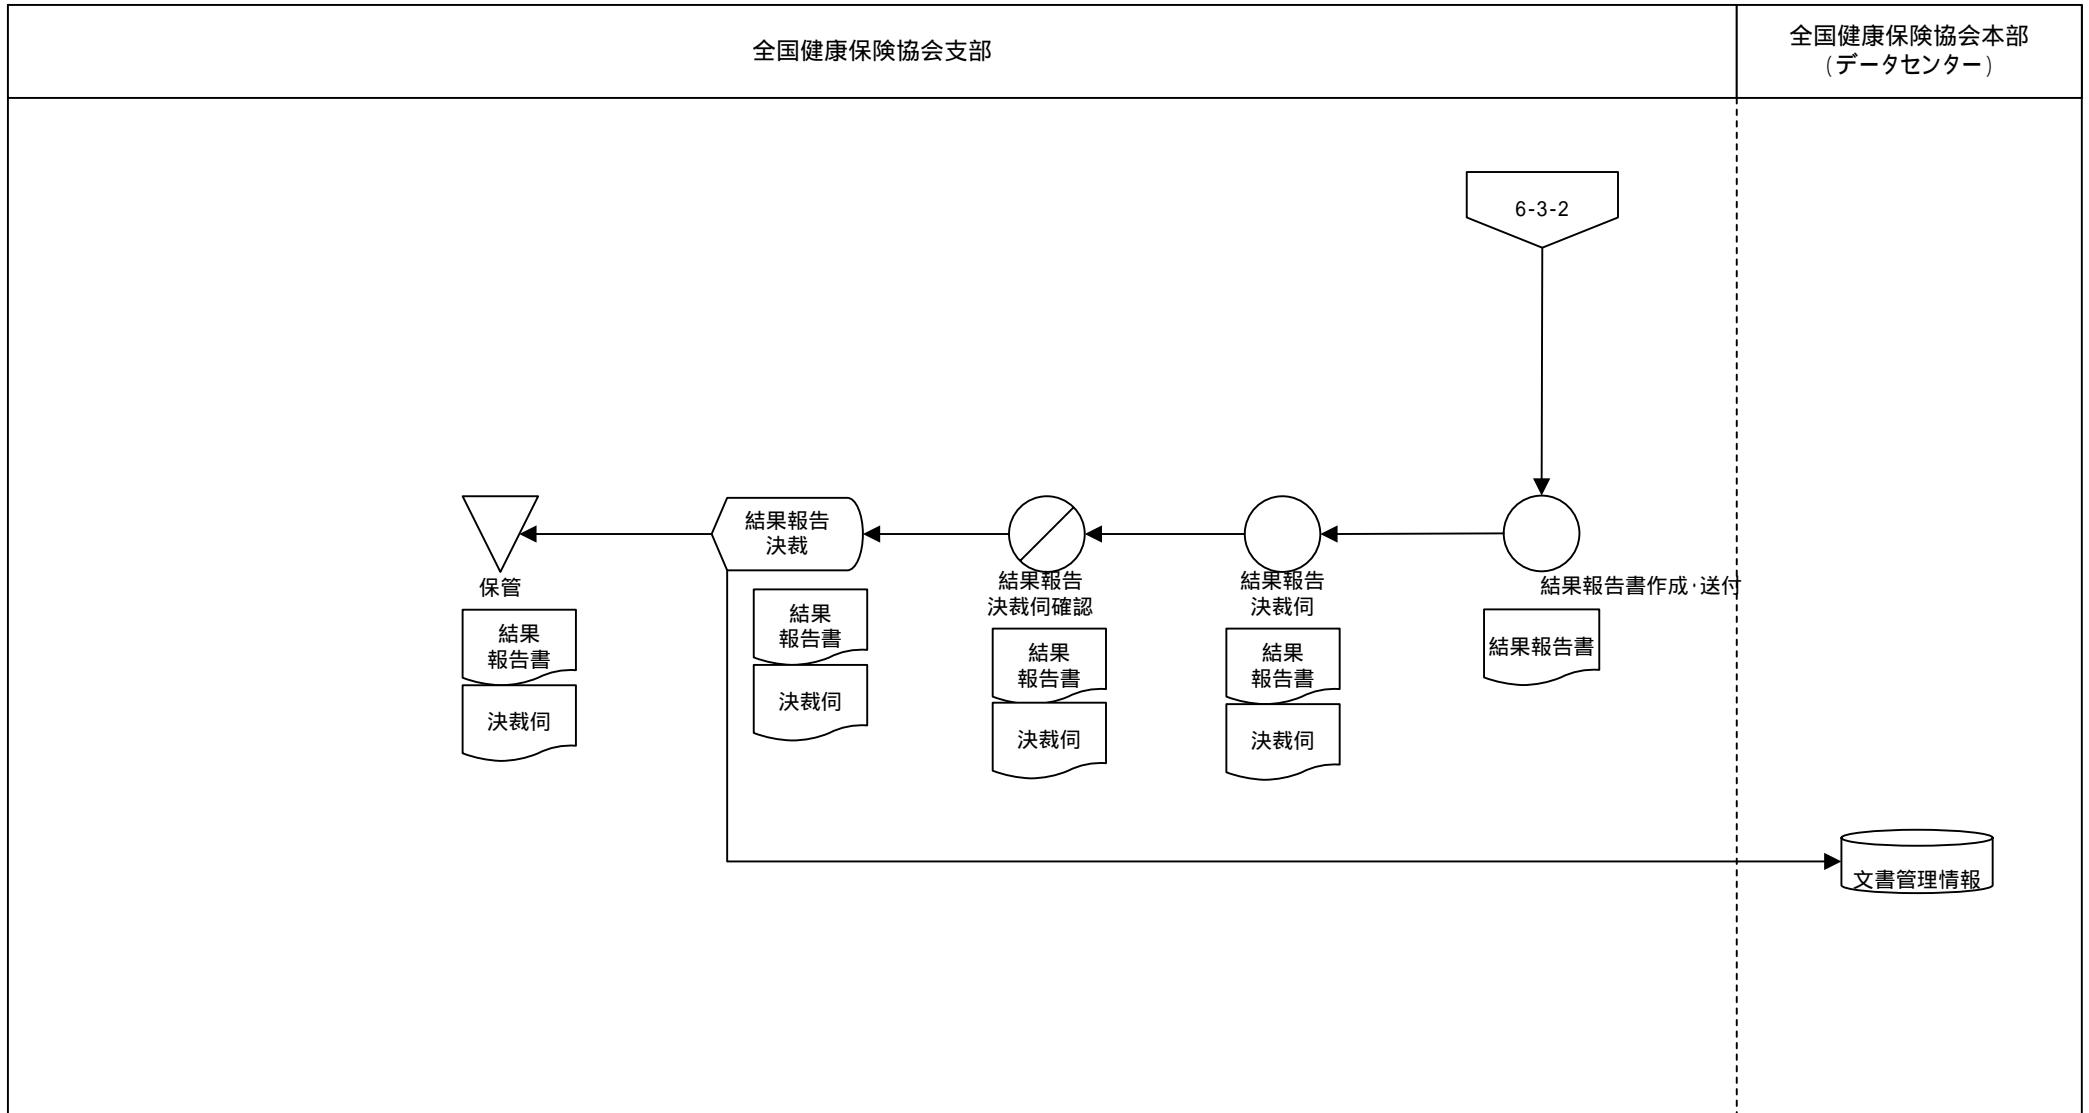 全国健康保険協会支部
全国健康保険協会本部
（データセンター）
6-3-2
結果報告
決裁
保管
結果報告
決裁伺確認
結果報告
決裁伺
結果報告書作成・送付
結果
報告書
決裁伺
結果
報告書
決裁伺
結果
報告書
決裁伺
結果
報告書
決裁伺
結果報告書
文書管理情報